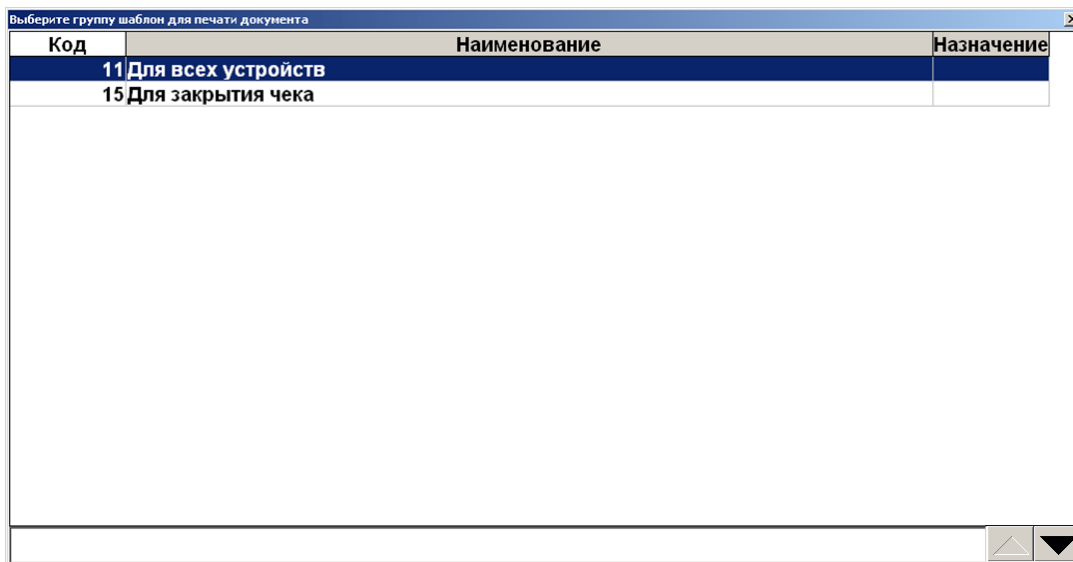 Выберите группу шаблон для печати документа
Код Наименование Назначение
11 Для всех устройств
15 Для закрытия чека